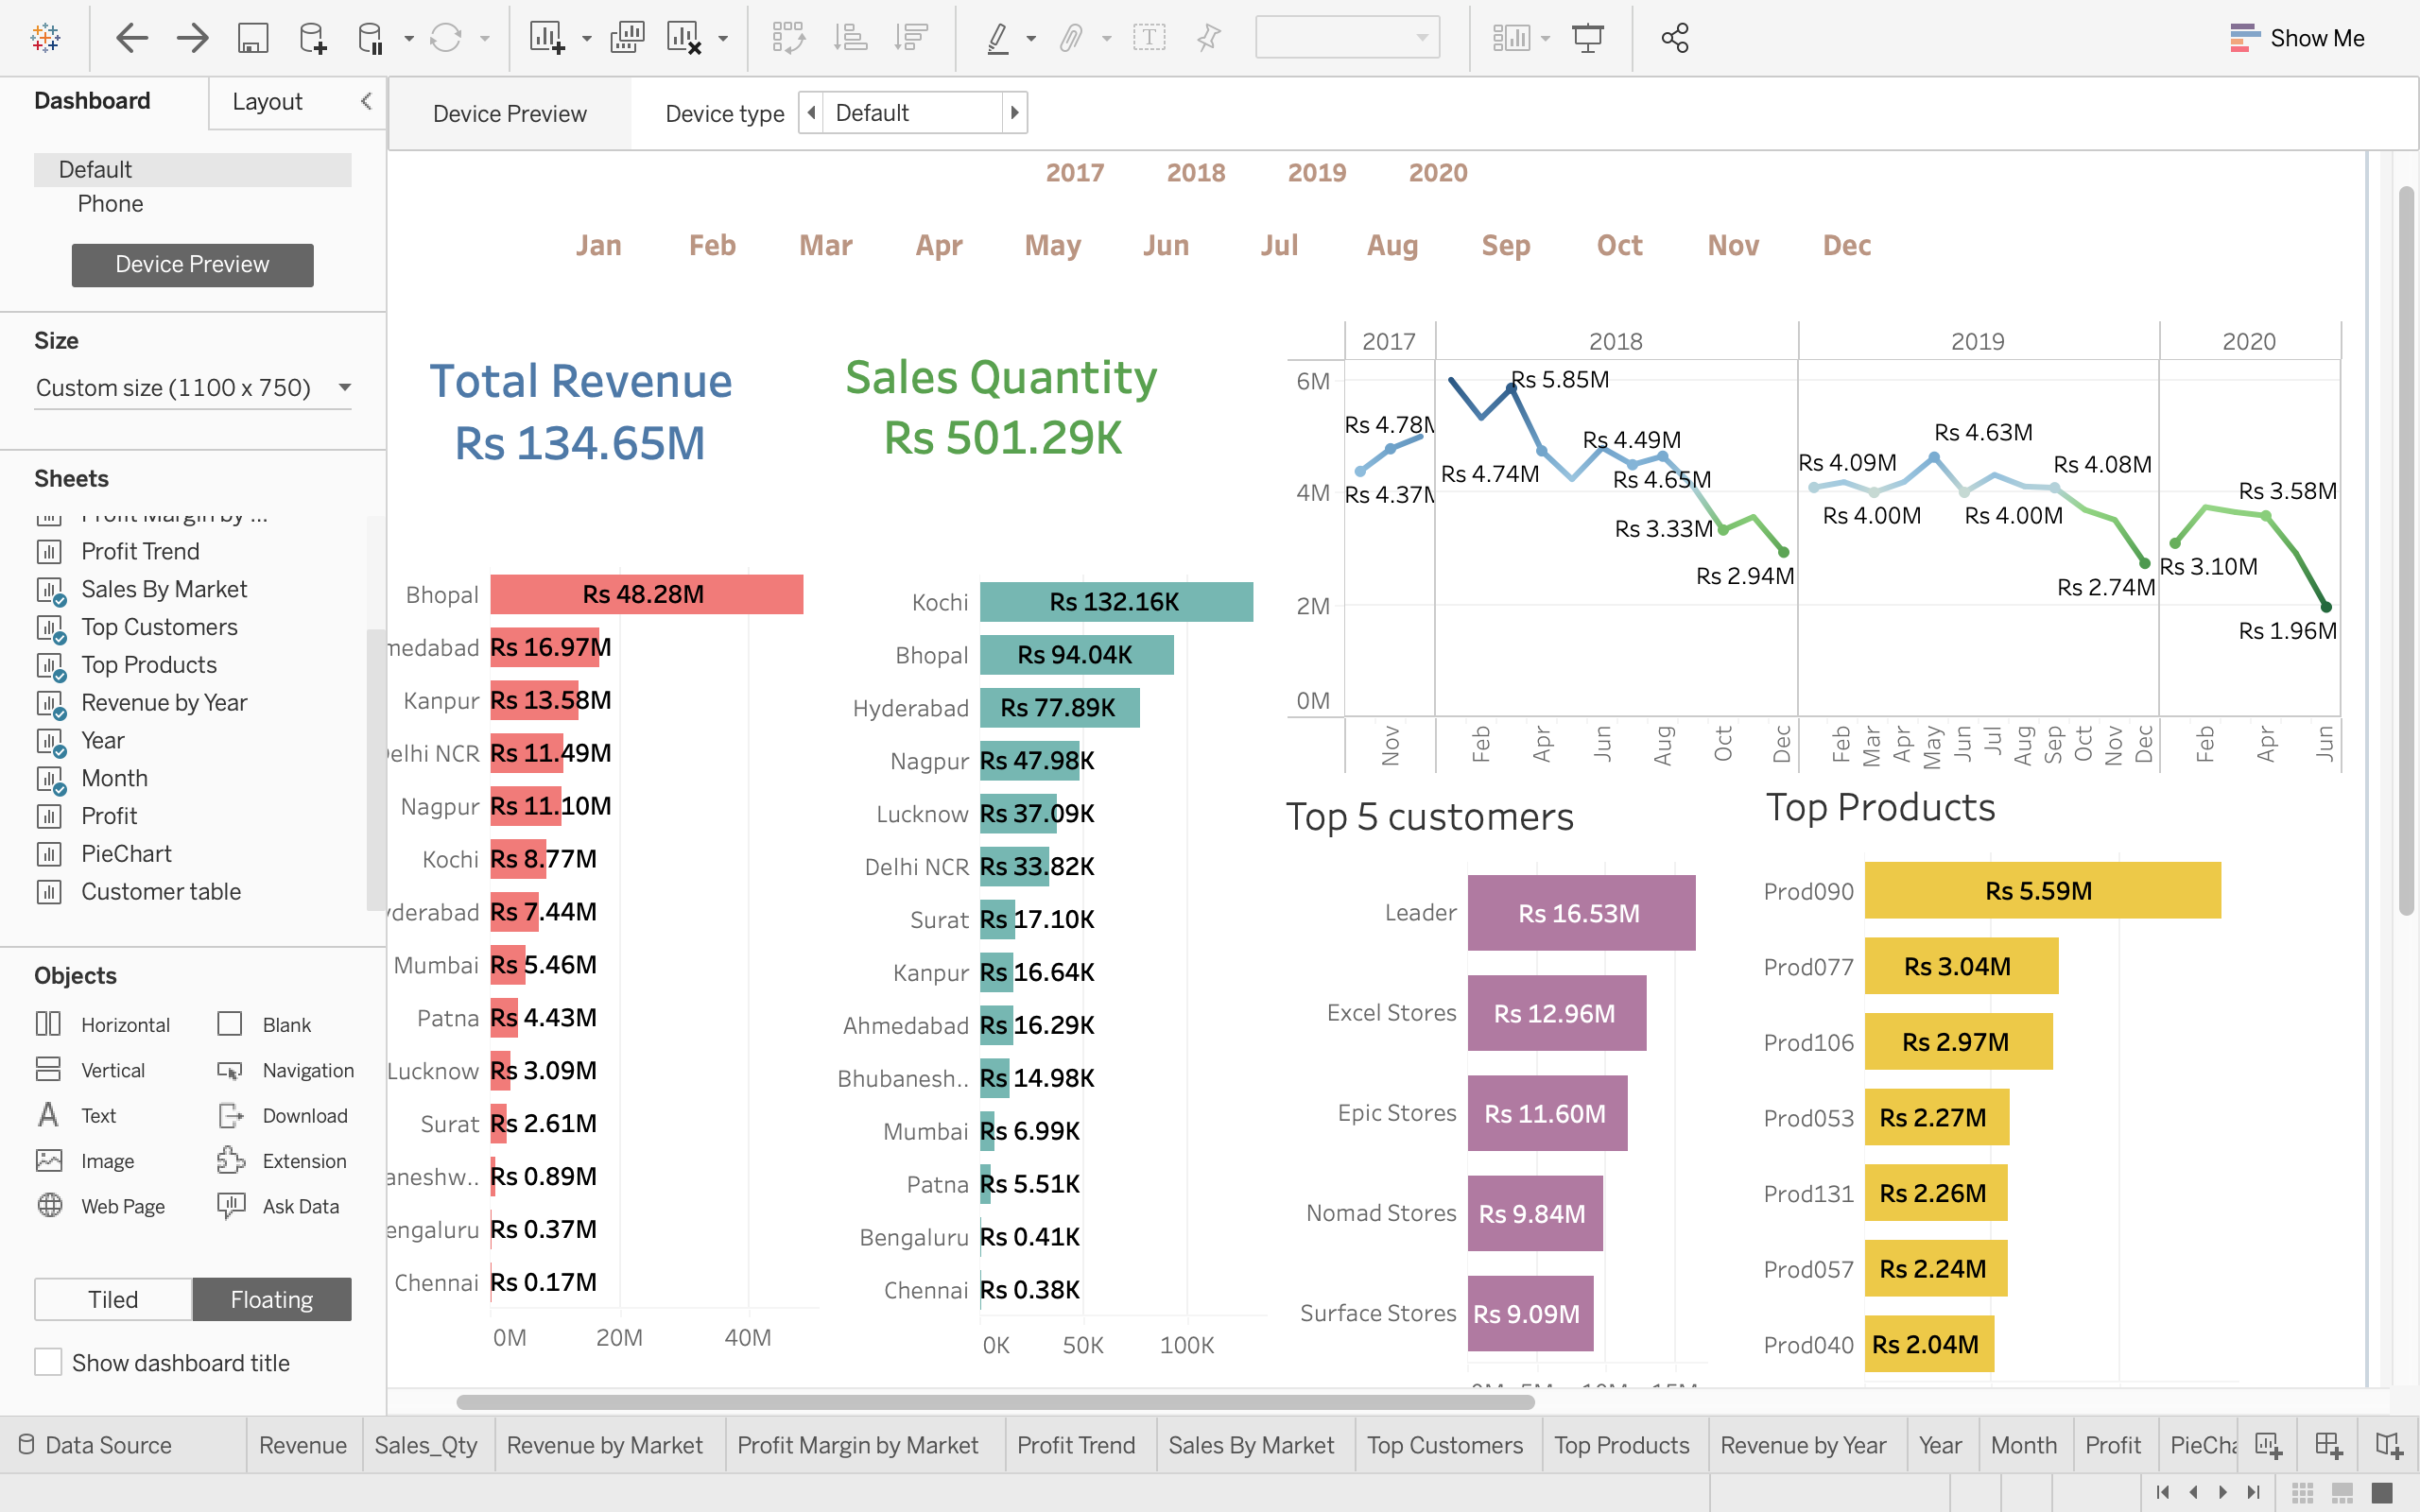 Show Me
Dashboard
Layout
Device Preview
Device type
Default
Default
Phone
Device Preview
Size
Custom size (1100 x 750)
Sheets
Profit Margin by ...
Profit Trend
Sales By Market
Top Customers
Top Products
Revenue by Year
Year
Month
Profit
PieChart
Customer table
Objects
Horizontal
Blank
Vertical
Navigation
Text
Download
Image
Extension
Web Page
Ask Data
Tiled
Floating
Show dashboard title
2017 2018 2019 2020
Jan Feb Mar Apr May Jun Jul Aug Sep Oct Nov Dec
Total Revenue
Rs 134.65M
Sales Quantity
Rs 501.29K
Bhopal Rs 48.28M
medabad Rs 16.97M
Kanpur Rs 13.58M
elhi NCR Rs 11.49M
Nagpur Rs 11.10M
Kochi Rs 8.77M
derabad Rs 7.44M
Mumbai Rs 5.46M
Patna Rs 4.43M
Lucknow Rs 3.09M
Surat Rs 2.61M
aneshw.. Rs 0.89M
engaluru Rs 0.37M
Chennai Rs 0.17M
0M 20M 40M
Kochi Rs 132.16K
Bhopal Rs 94.04K
Hyderabad Rs 77.89K
Nagpur Rs 47.98K
Lucknow Rs 37.09K
Delhi NCR Rs 33.82K
Surat Rs 17.10K
Kanpur Rs 16.64K
Ahmedabad Rs 16.29K
Bhubanesh.. Rs 14.98K
Mumbai Rs 6.99K
Patna Rs 5.51K
Bengaluru Rs 0.41K
Chennai Rs 0.38K
0K 50K 100K
2017 2018 2019 2020
6M
4M
2M
0M
Rs 4.78M
Rs 4.37M
Rs 5.85M
Rs 4.74M
Rs 4.49M
Rs 4.65M
Rs 3.33M
Rs 2.94M
Rs 4.09M
Rs 4.00M
Rs 4.63M
Rs 4.00M
Rs 4.08M
Rs 2.74M
Rs 3.10M
Rs 3.58M
Rs 1.96M
Nov Feb Apr Jun Aug Oct Dec Feb Mar Apr May Jun Jul Aug Sep Oct Nov Dec Feb Apr Jun
Top 5 customers
Leader Rs 16.53M
Excel Stores Rs 12.96M
Epic Stores Rs 11.60M
Nomad Stores Rs 9.84M
Surface Stores Rs 9.09M
0M 5M 10M 15M
Top Products
Prod090 Rs 5.59M
Prod077 Rs 3.04M
Prod106 Rs 2.97M
Prod053 Rs 2.27M
Prod131 Rs 2.26M
Prod057 Rs 2.24M
Prod040 Rs 2.04M
Data Source
Revenue
Sales_Qty
Revenue by Market
Profit Margin by Market
Profit Trend
Sales By Market
Top Customers
Top Products
Revenue by Year
Year
Month
Profit
PieCha